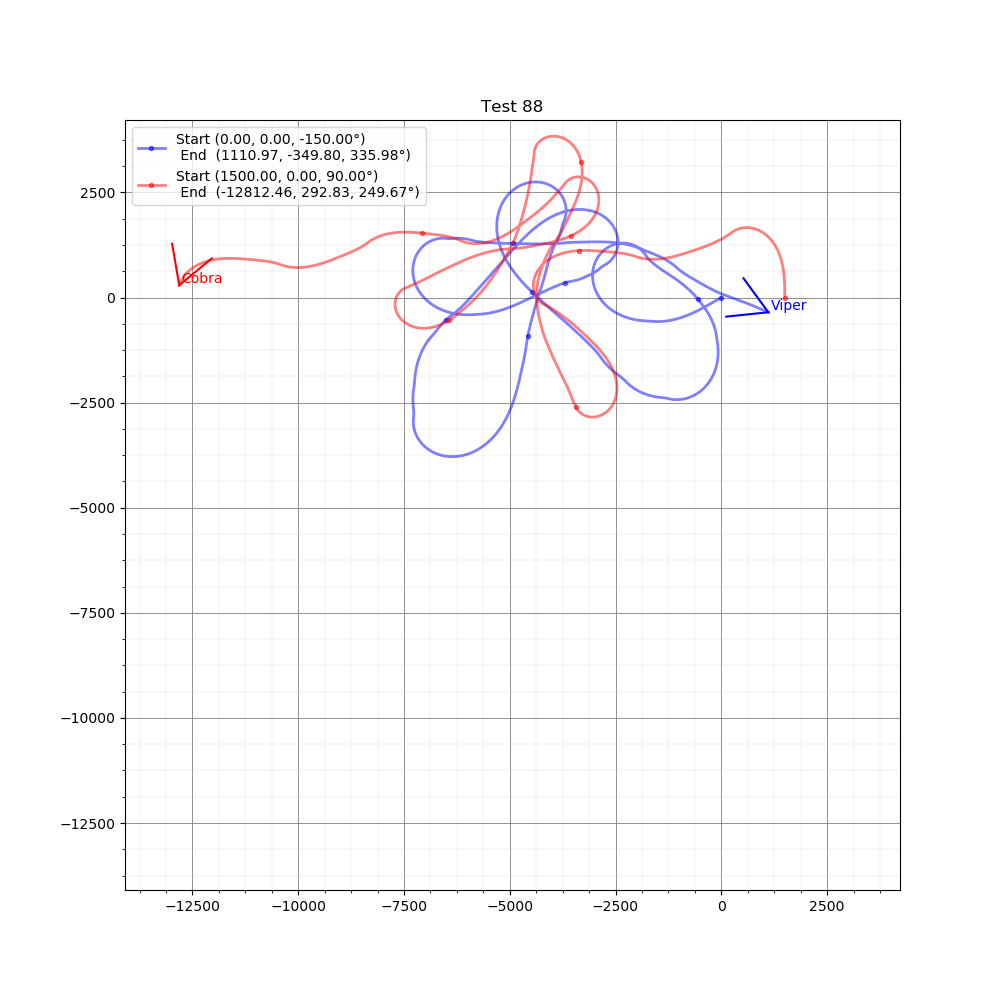 Test 88
Start (0.00, 0.00, -150.00°)
End (1110.97, -349.80, 335.98°)
Start (1500.00, 0.00, 90.00°)
End (-12812.46, 292.83, 249.67°)
2500
0
−2500
−5000
−7500
−10000
−12500
Cobra
Viper
−12500
−10000
−7500
−5000
−2500
0
2500